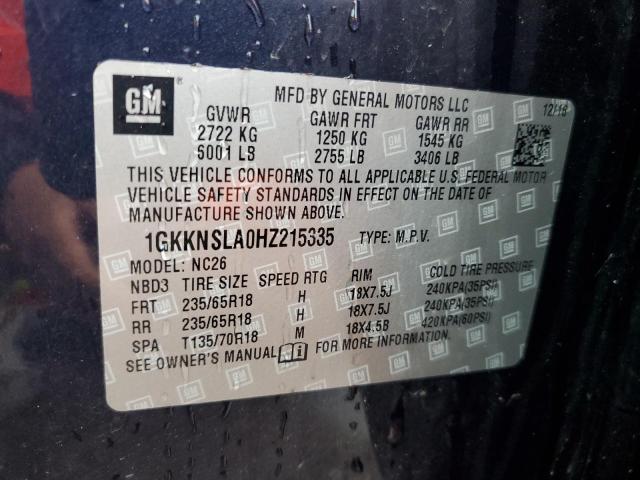 GM
GVWR GAWR FRT GAWR RR
MFD BY GENERAL MOTORS LLC 12/16
2722 KG 1250 KG 1545 KG
6001 LB 2755 LB 3406 LB
THIS VEHICLE CONFORMS TO ALL APPLICABLE U.S. FEDERAL MOTOR
VEHICLE SAFETY STANDARDS IN EFFECT ON THE DATE OF
MANUFACTURE SHOWN ABOVE.
1GKKNSLA0HZ215335 TYPE: M.P.V.
MODEL: NC26
NBD3 TIRE SIZE SPEED RTG RIM COLD TIRE PRESSURE
FRT 235/65R18 H 18X7.5J 240KPA(35PSI)
RR 235/65R18 H 18X7.5J 240KPA(35PSI)
SPA T135/70R18 M 18X4.5B 420KPA(60PSI)
SEE OWNER'S MANUAL FOR MORE INFORMATION.